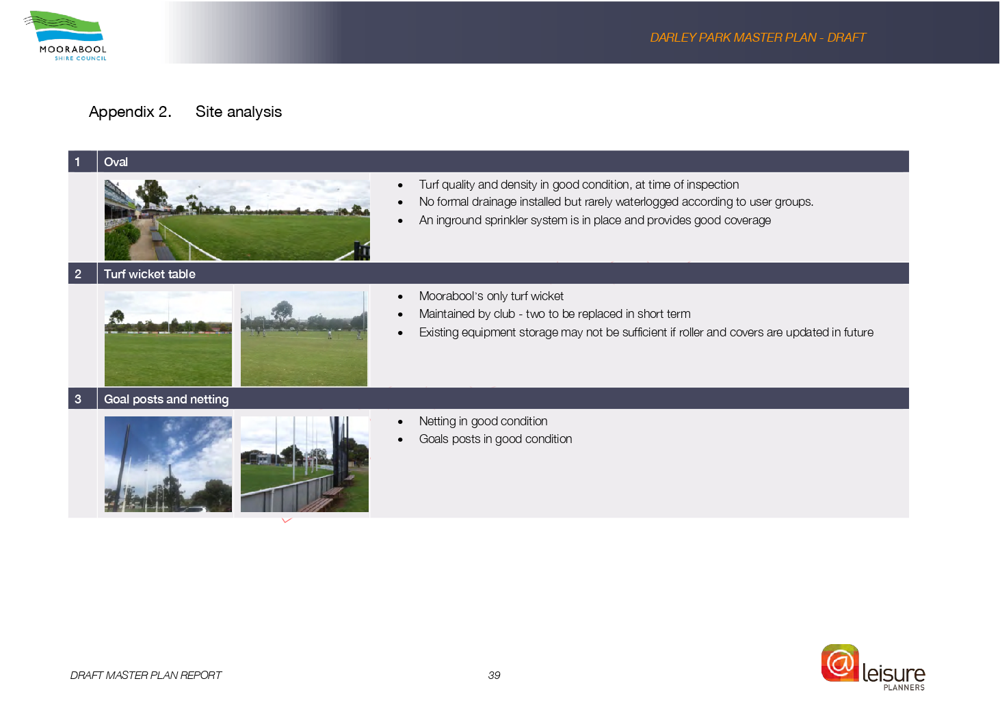 MOORABOOL
SHIRE COUNCIL
DARLEY PARK MASTER PLAN - DRAFT
Appendix 2. Site analysis
1 Oval
• Turf quality and density in good condition, at time of inspection
• No formal drainage installed but rarely waterlogged according to user groups.
• An inground sprinkler system is in place and provides good coverage
2 Turf wicket table
• Moorabool's only turf wicket
• Maintained by club - two to be replaced in short term
• Existing equipment storage may not be sufficient if roller and covers are updated in future
3 Goal posts and netting
• Netting in good condition
• Goals posts in good condition
DRAFT MASTER PLAN REPORT 39
@leisure
PLANNERS